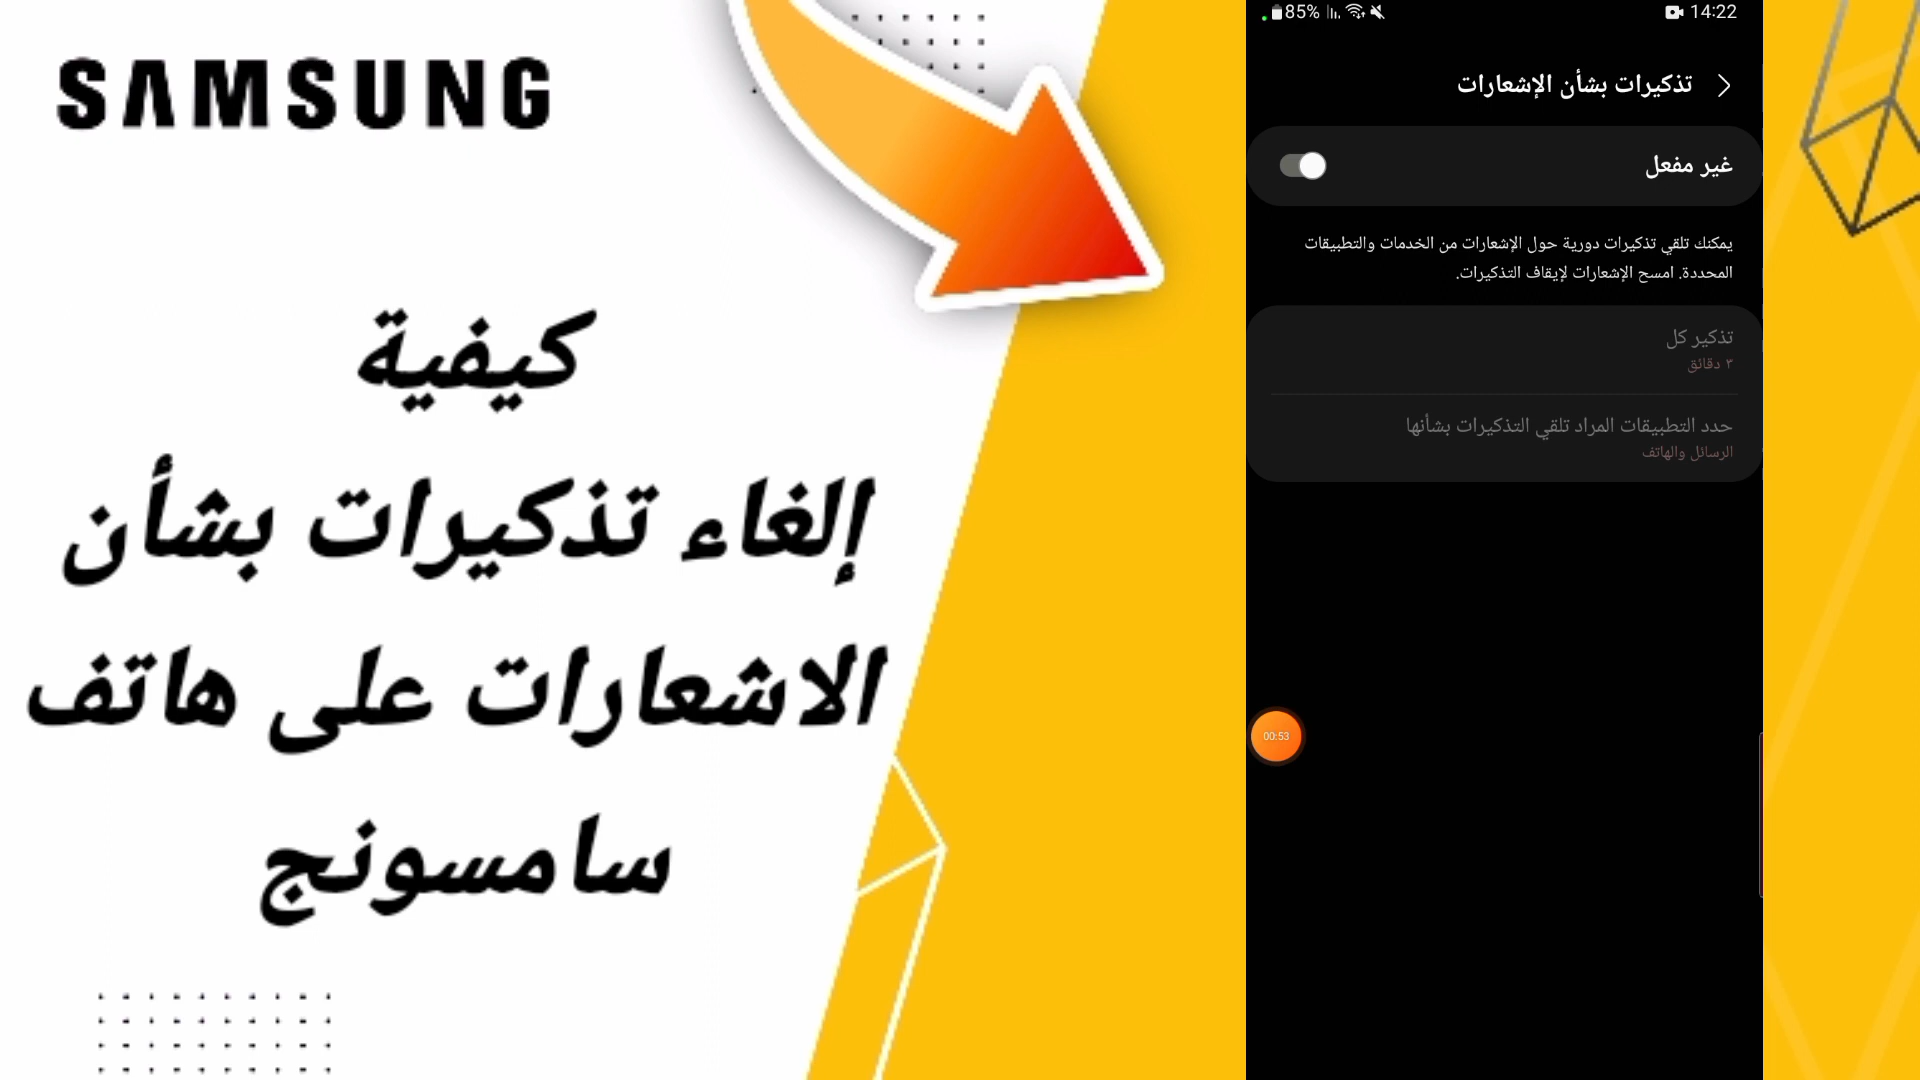 SAMSUNG
كيفية
إلغاء تذكيرات بشأن
الاشعارات على هاتف
سامسونج
85%
14:22
تذكيرات بشأن الإشعارات
غير مفعل
يمكنك تلقي تذكيرات دورية حول الإشعارات من الخدمات والتطبيقات
المحددة. امسح الإشعارات لإيقاف التذكيرات.
تذكير كل
٣ دقائق
حدد التطبيقات المراد تلقي التذكيرات بشأنها
الرسائل والهاتف
00:53